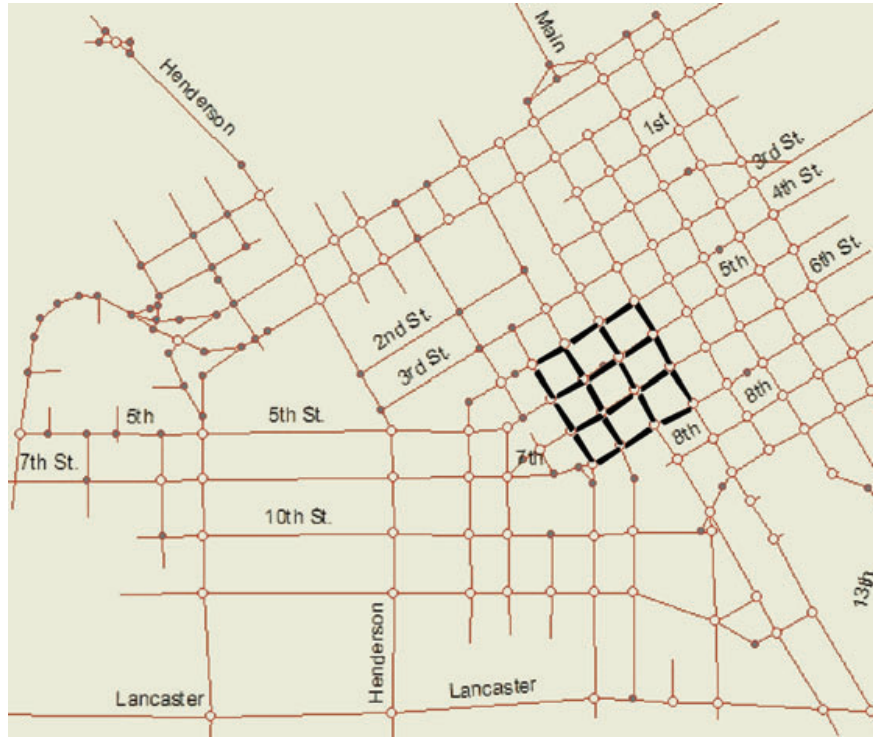 Main
Henderson
1st
3rd St.
4th St.
5th
6th St.
2nd St.
3rd St.
8th
5th
5th St.
8th
7th St.
7th
10th St.
13th
Henderson
Lancaster
Lancaster